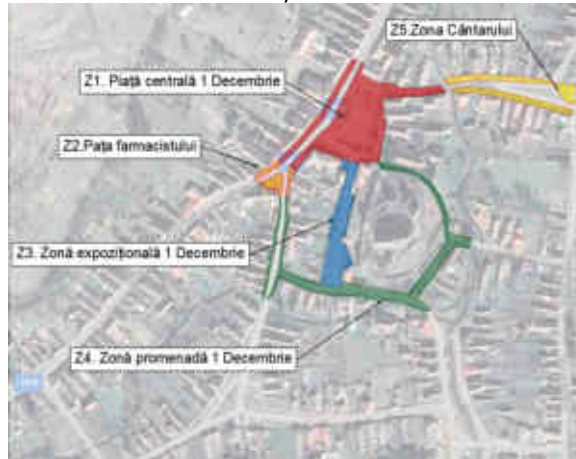 Z5.Zona Cântarului
Z1. Piață centrală 1 Decembrie
Z2.Pața farmacistului
Z3. Zonă expozițională 1 Decembrie
Z4. Zonă promenadă 1 Decembrie